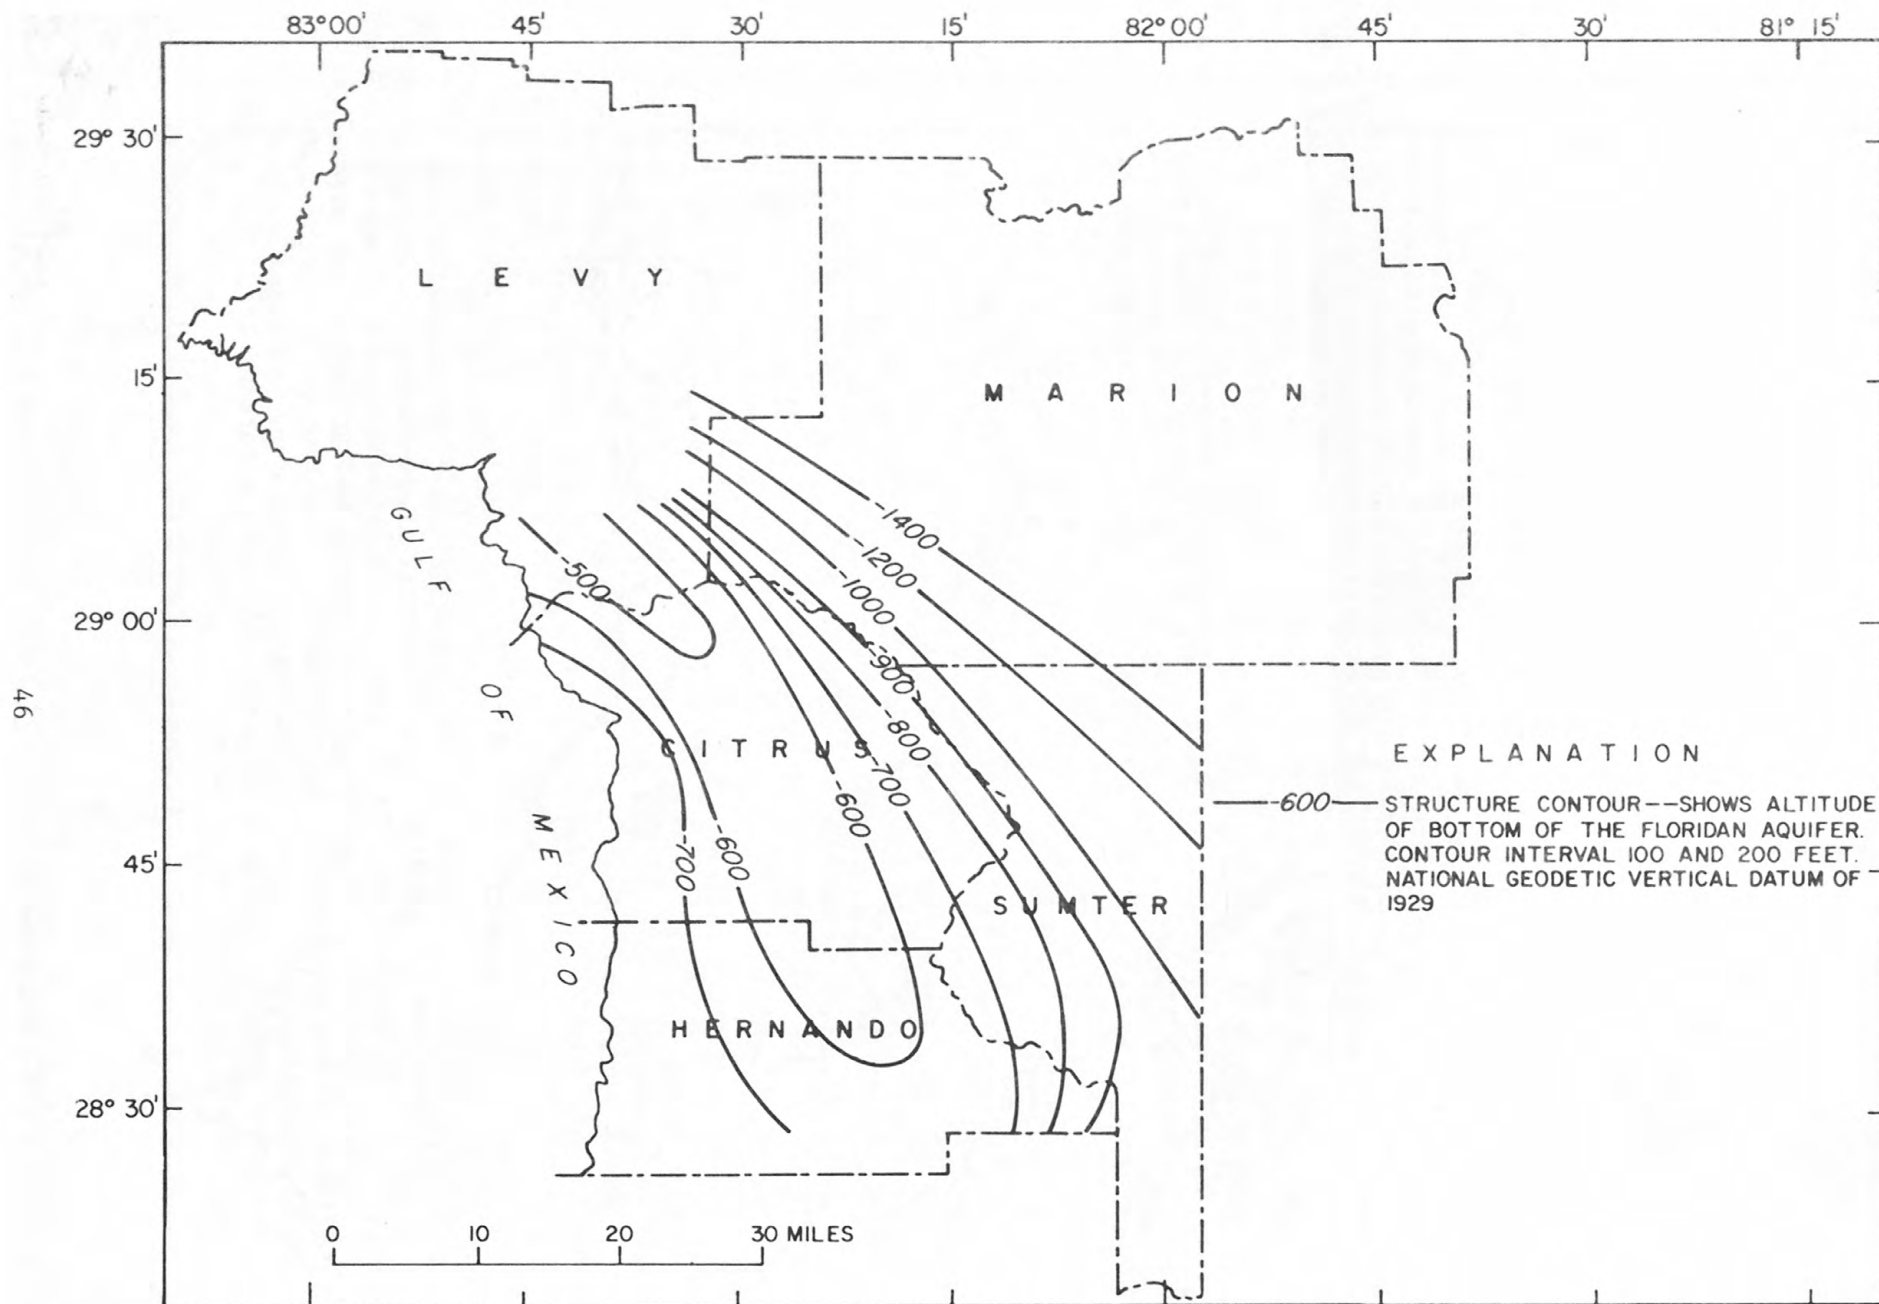 83°00'
45'
30'
15'
82°00'
45'
30'
81° 15'
29° 30'
15'
29° 00'
45'
28° 30'
L E V Y
M A R I O N
C I T R U S
S U M T E R
H E R N A N D O
GULF
OF
MEXICO
-500
-1400
-1200
-1000
-900
-800
-700
-600
-600
-700
EXPLANATION
-600 STRUCTURE CONTOUR--SHOWS ALTITUDE
OF BOTTOM OF THE FLORIDAN AQUIFER.
CONTOUR INTERVAL 100 AND 200 FEET.
NATIONAL GEODETIC VERTICAL DATUM OF
1929
0 10 20 30 MILES
46